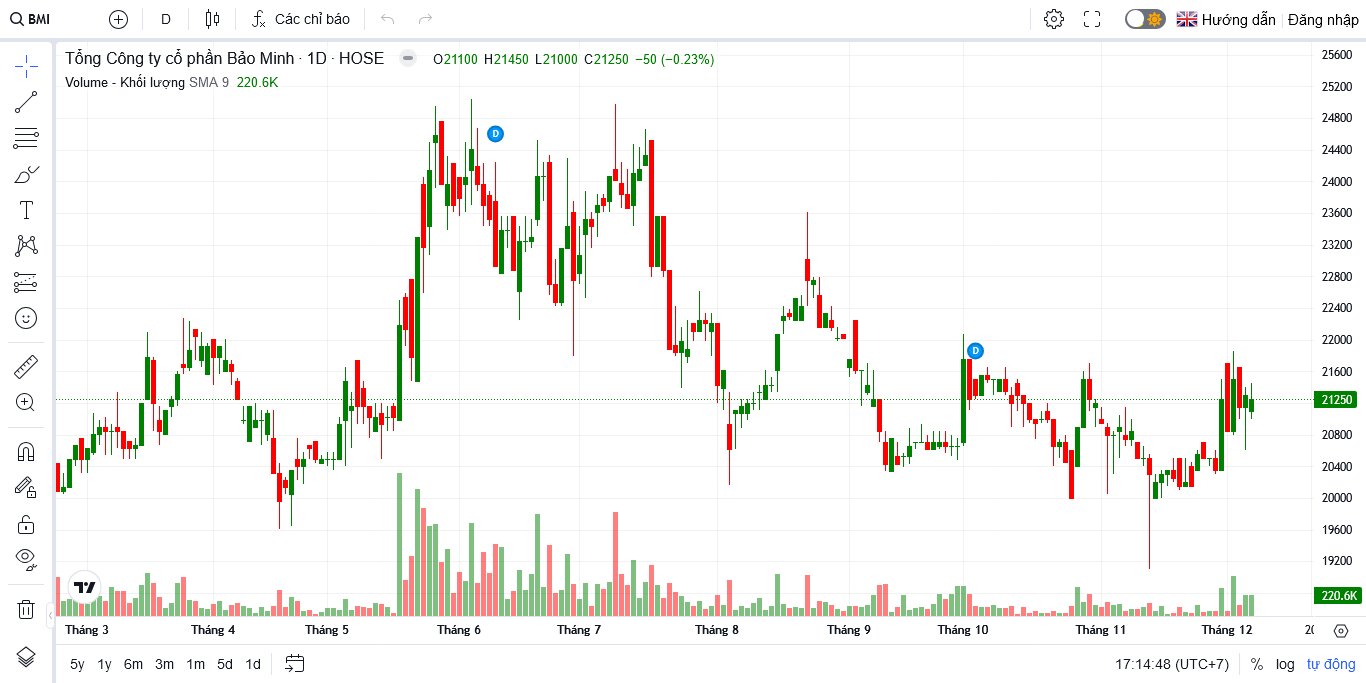 BMI D Các chỉ báo Hướng dẫn Đăng nhập
Tổng Công ty cổ phần Bảo Minh · 1D · HOSE O21100 H21450 L21000 C21250 −50 (−0.23%)
Volume - Khối lượng SMA 9 220.6K
D
D
25600
25200
24800
24400
24000
23600
23200
22800
22400
22000
21600
21250
20800
20400
20000
19600
19200
220.6K
Tháng 3 Tháng 4 Tháng 5 Tháng 6 Tháng 7 Tháng 8 Tháng 9 Tháng 10 Tháng 11 Tháng 12
5y 1y 6m 3m 1m 5d 1d 17:14:48 (UTC+7) % log tự động